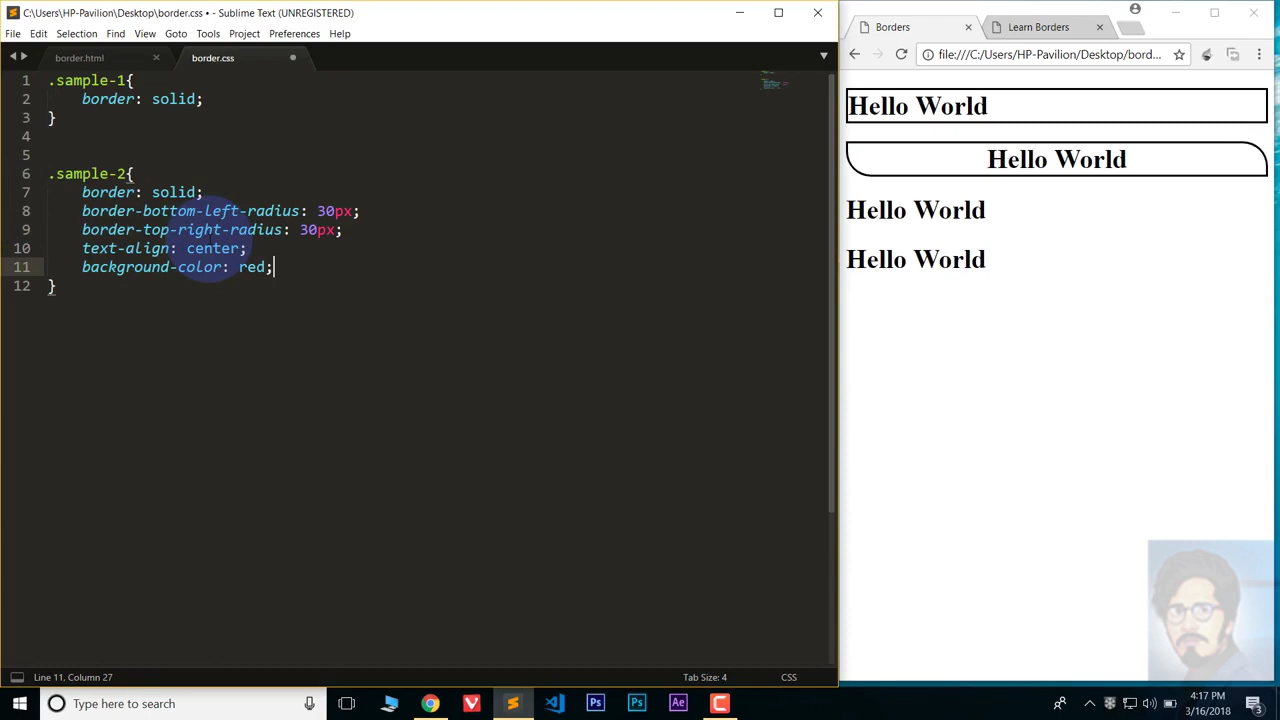 C:\Users\HP-Pavilion\Desktop\border.css • - Sublime Text (UNREGISTERED)
File Edit Selection Find View Goto Tools Project Preferences Help
border.html
border.css
1 .sample-1{
2 border: solid;
3 }
4
5
6 .sample-2{
7 border: solid;
8 border-bottom-left-radius: 30px;
9 border-top-right-radius: 30px;
10 text-align: center;
11 background-color: red;
12 }
Line 11, Column 27
Tab Size: 4
CSS
Borders
Learn Borders
file:///C:/Users/HP-Pavilion/Desktop/bord...
Hello World
Hello World
Hello World
Hello World
Type here to search
Ps
Ps
Ae
4:17 PM
3/16/2018
3